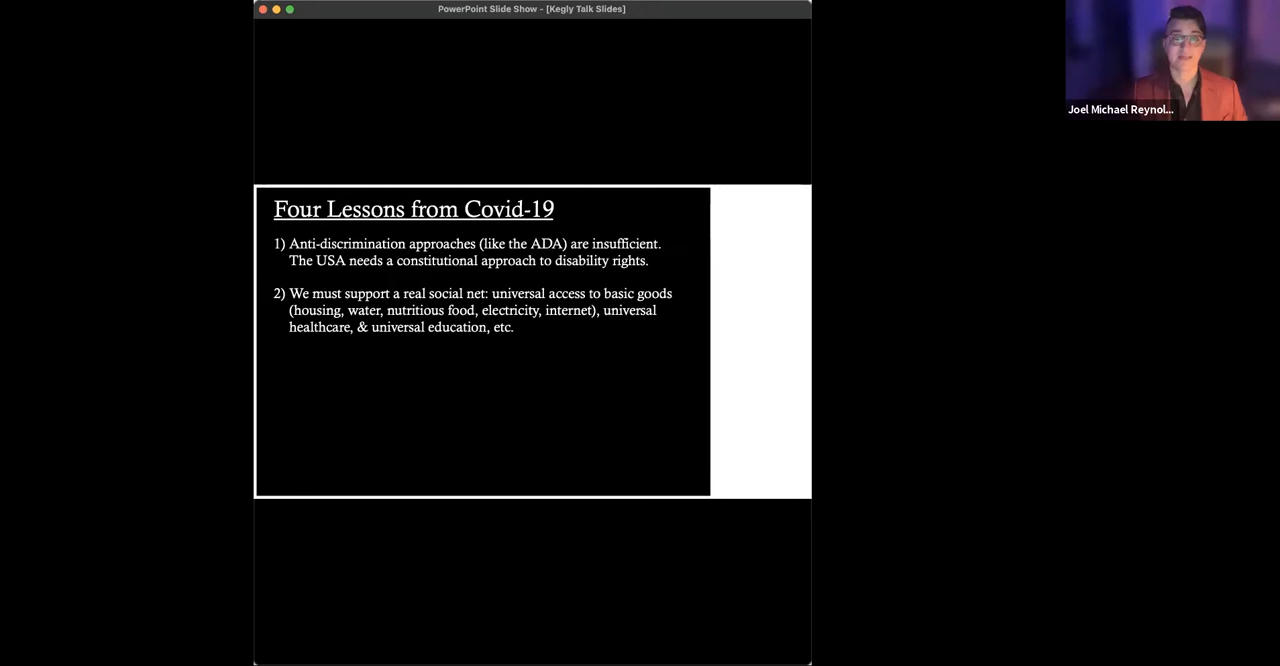 PowerPoint Slide Show - [Kegly Talk Slides]
Joel Michael Reynol...
Four Lessons from Covid-19
1) Anti-discrimination approaches (like the ADA) are insufficient.
The USA needs a constitutional approach to disability rights.
2) We must support a real social net: universal access to basic goods
(housing, water, nutritious food, electricity, internet), universal
healthcare, & universal education, etc.